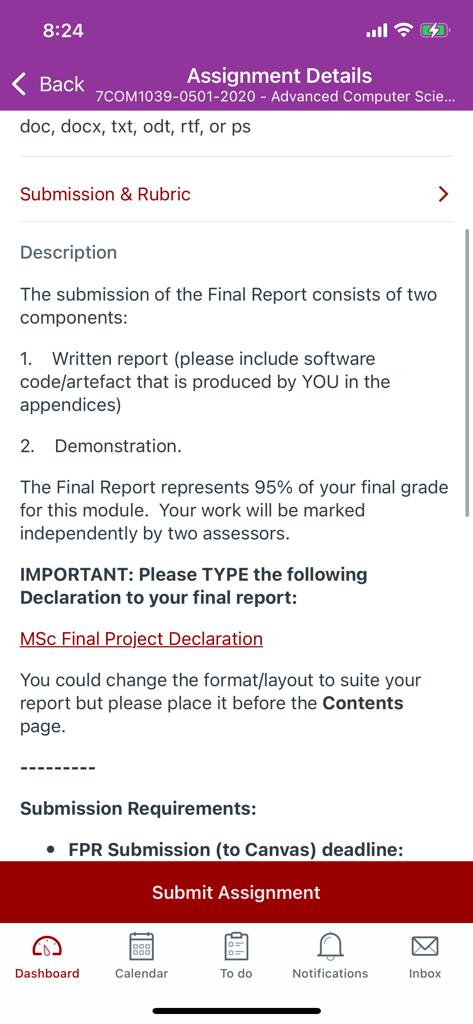 8:24
Back
Assignment Details
7COM1039-0501-2020 - Advanced Computer Scie...
doc, docx, txt, odt, rtf, or ps
Submission & Rubric
Description
The submission of the Final Report consists of two
components:
1. Written report (please include software
code/artefact that is produced by YOU in the
appendices)
2. Demonstration.
The Final Report represents 95% of your final grade
for this module. Your work will be marked
independently by two assessors.
IMPORTANT: Please TYPE the following
Declaration to your final report:
MSc Final Project Declaration
You could change the format/layout to suite your
report but please place it before the Contents
page.
---------
Submission Requirements:
• FPR Submission (to Canvas) deadline:
Submit Assignment
Dashboard
Calendar
To do
Notifications
Inbox